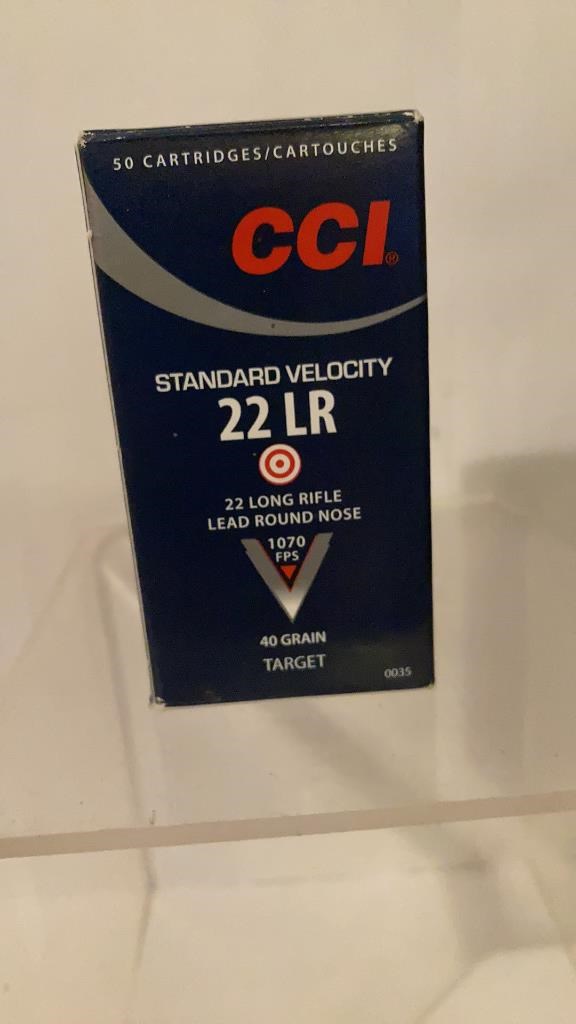 50 CARTRIDGES/CARTOUCHES
CCI®
STANDARD VELOCITY
22 LR
22 LONG RIFLE
LEAD ROUND NOSE
1070
FPS
40 GRAIN
TARGET
0035